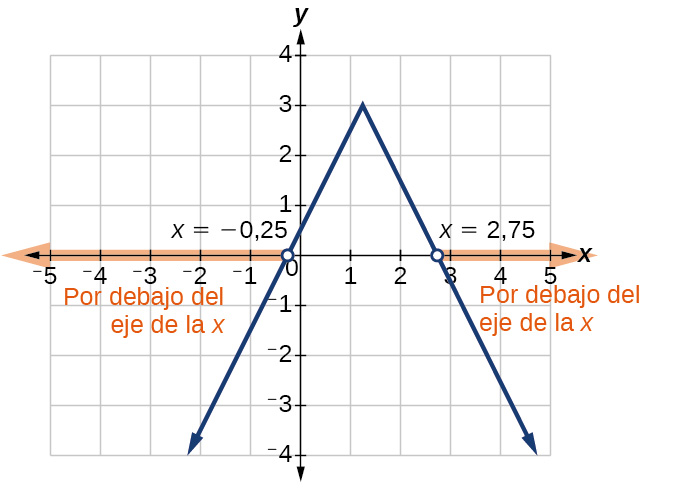 y
4
3
2
1
x = −0,25
x = 2,75
x
−5 −4 −3 −2 −1 0 1 2 3 4 5
Por debajo del
eje de la x
Por debajo del
eje de la x
−1
−2
−3
−4